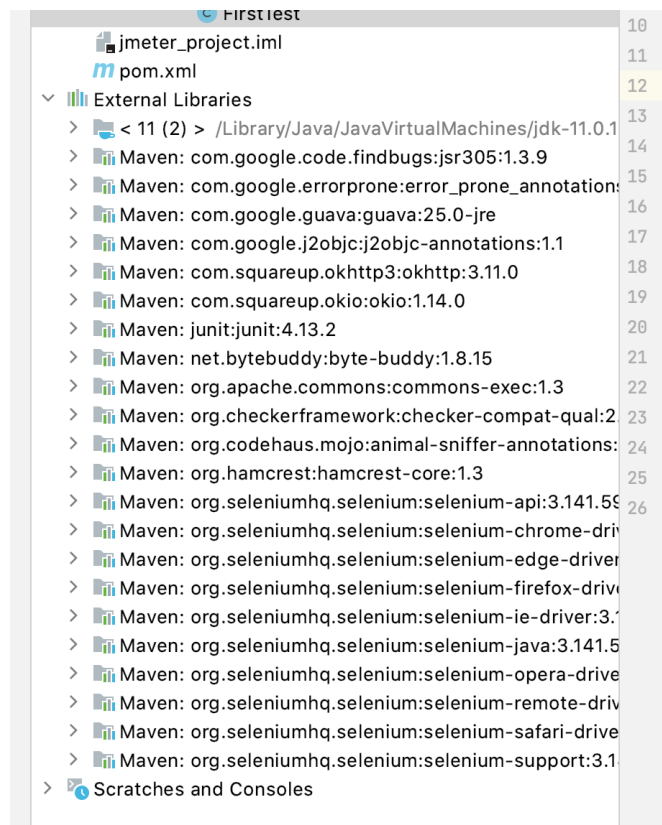 FirstTest
jmeter_project.iml
m pom.xml
External Libraries
< 11 (2) > /Library/Java/JavaVirtualMachines/jdk-11.0.1
Maven: com.google.code.findbugs:jsr305:1.3.9
Maven: com.google.errorprone:error_prone_annotations
Maven: com.google.guava:guava:25.0-jre
Maven: com.google.j2objc:j2objc-annotations:1.1
Maven: com.squareup.okhttp3:okhttp:3.11.0
Maven: com.squareup.okio:okio:1.14.0
Maven: junit:junit:4.13.2
Maven: net.bytebuddy:byte-buddy:1.8.15
Maven: org.apache.commons:commons-exec:1.3
Maven: org.checkerframework:checker-compat-qual:2.
Maven: org.codehaus.mojo:animal-sniffer-annotations:
Maven: org.hamcrest:hamcrest-core:1.3
Maven: org.seleniumhq.selenium:selenium-api:3.141.59
Maven: org.seleniumhq.selenium:selenium-chrome-driv
Maven: org.seleniumhq.selenium:selenium-edge-driver
Maven: org.seleniumhq.selenium:selenium-firefox-driv
Maven: org.seleniumhq.selenium:selenium-ie-driver:3.1
Maven: org.seleniumhq.selenium:selenium-java:3.141.5
Maven: org.seleniumhq.selenium:selenium-opera-drive
Maven: org.seleniumhq.selenium:selenium-remote-driv
Maven: org.seleniumhq.selenium:selenium-safari-drive
Maven: org.seleniumhq.selenium:selenium-support:3.1
Scratches and Consoles
10
11
12
13
14
15
16
17
18
19
20
21
22
23
24
25
26